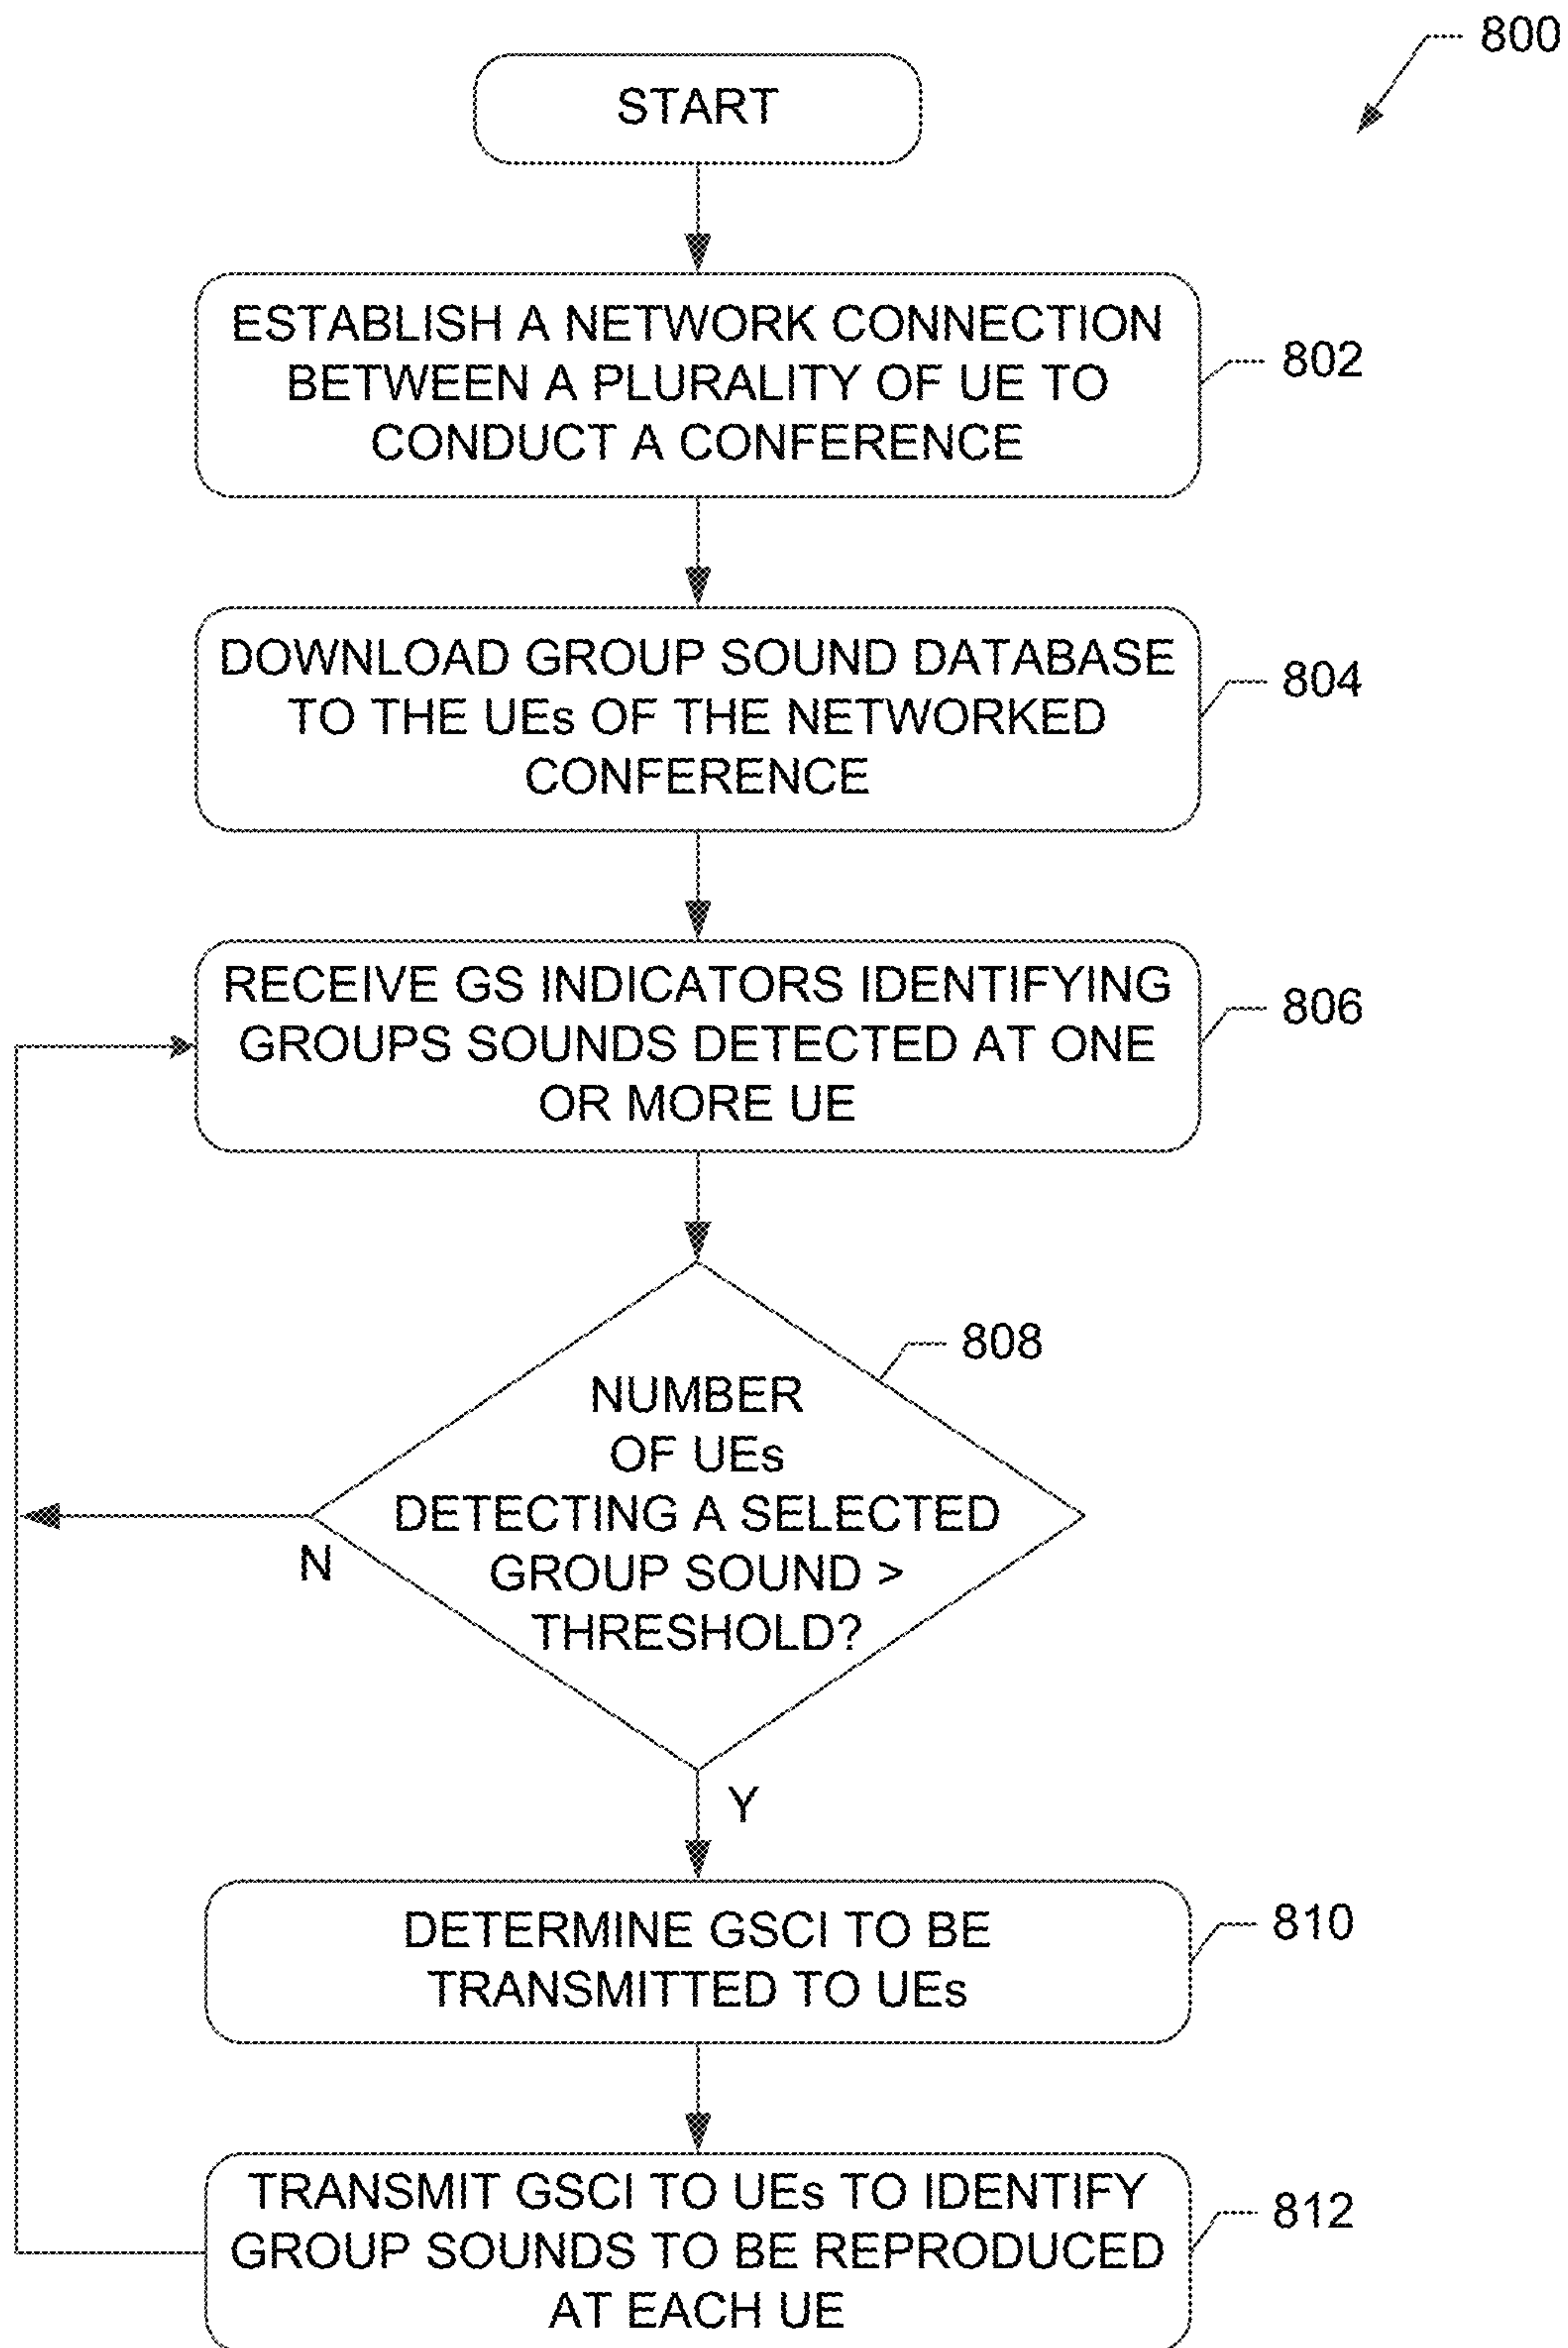 800
START
ESTABLISH A NETWORK CONNECTION
BETWEEN A PLURALITY OF UE TO
CONDUCT A CONFERENCE
802
DOWNLOAD GROUP SOUND DATABASE
TO THE UEs OF THE NETWORKED
CONFERENCE
804
RECEIVE GS INDICATORS IDENTIFYING
GROUPS SOUNDS DETECTED AT ONE
OR MORE UE
806
808
NUMBER
OF UEs
DETECTING A SELECTED
GROUP SOUND >
THRESHOLD?
N
Y
DETERMINE GSCI TO BE
TRANSMITTED TO UEs
810
TRANSMIT GSCI TO UEs TO IDENTIFY
GROUP SOUNDS TO BE REPRODUCED
AT EACH UE
812